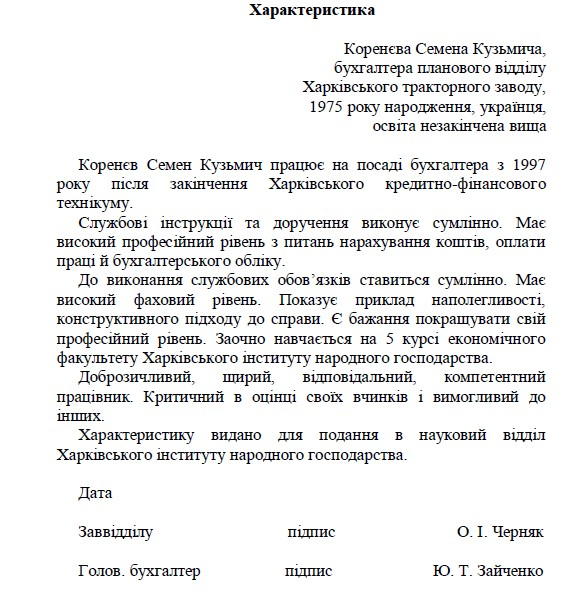 Характеристика
Коренєва Семена Кузьмича,
бухгалтера планового відділу
Харківського тракторного заводу,
1975 року народження, українця,
освіта незакінчена вища
Коренєв Семен Кузьмич працює на посаді бухгалтера з 1997
року після закінчення Харківського кредитно-фінансового
технікуму.
Службові інструкції та доручення виконує сумлінно. Має
високий професійний рівень з питань нарахування коштів, оплати
праці й бухгалтерського обліку.
До виконання службових обов’язків ставиться сумлінно. Має
високий фаховий рівень. Показує приклад наполегливості,
конструктивного підходу до справи. Є бажання покращувати свій
професійний рівень. Заочно навчається на 5 курсі економічного
факультету Харківського інституту народного господарства.
Доброзичливий, щирий, відповідальний, компетентний
працівник. Критичний в оцінці своїх вчинків і вимогливий до
інших.
Характеристику видано для подання в науковий відділ
Харківського інституту народного господарства.
Дата
Заввідділу підпис О. І. Черняк
Голов. бухгалтер підпис Ю. Т. Зайченко